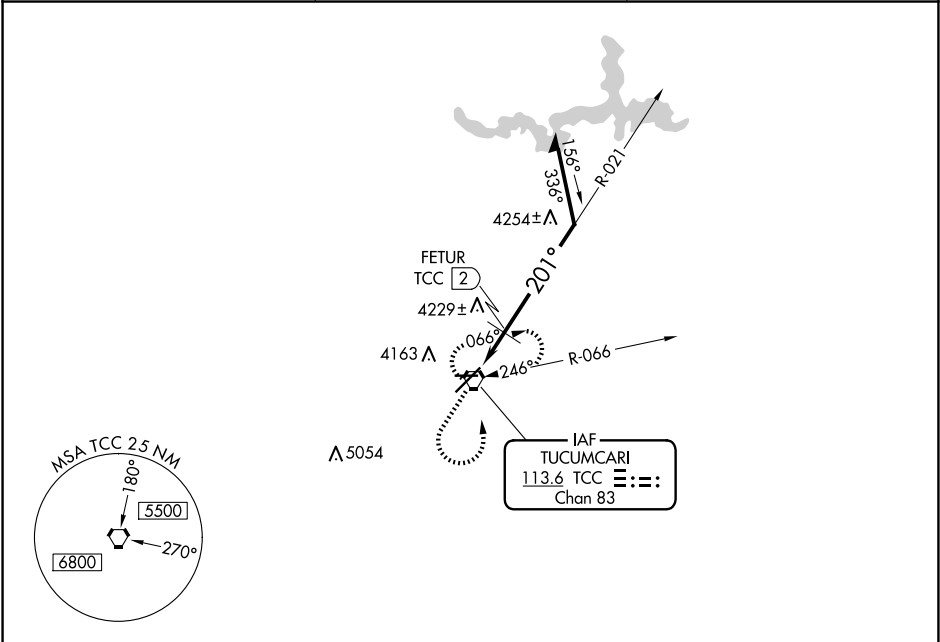 156°
336°
R-021
4254±
201°
FETUR
TCC 2
4229±
066°
4163
246°
R-066
5054
IAF
TUCUMCARI
113.6 TCC
Chan 83
MSA TCC 25 NM
180°
5500
270°
6800